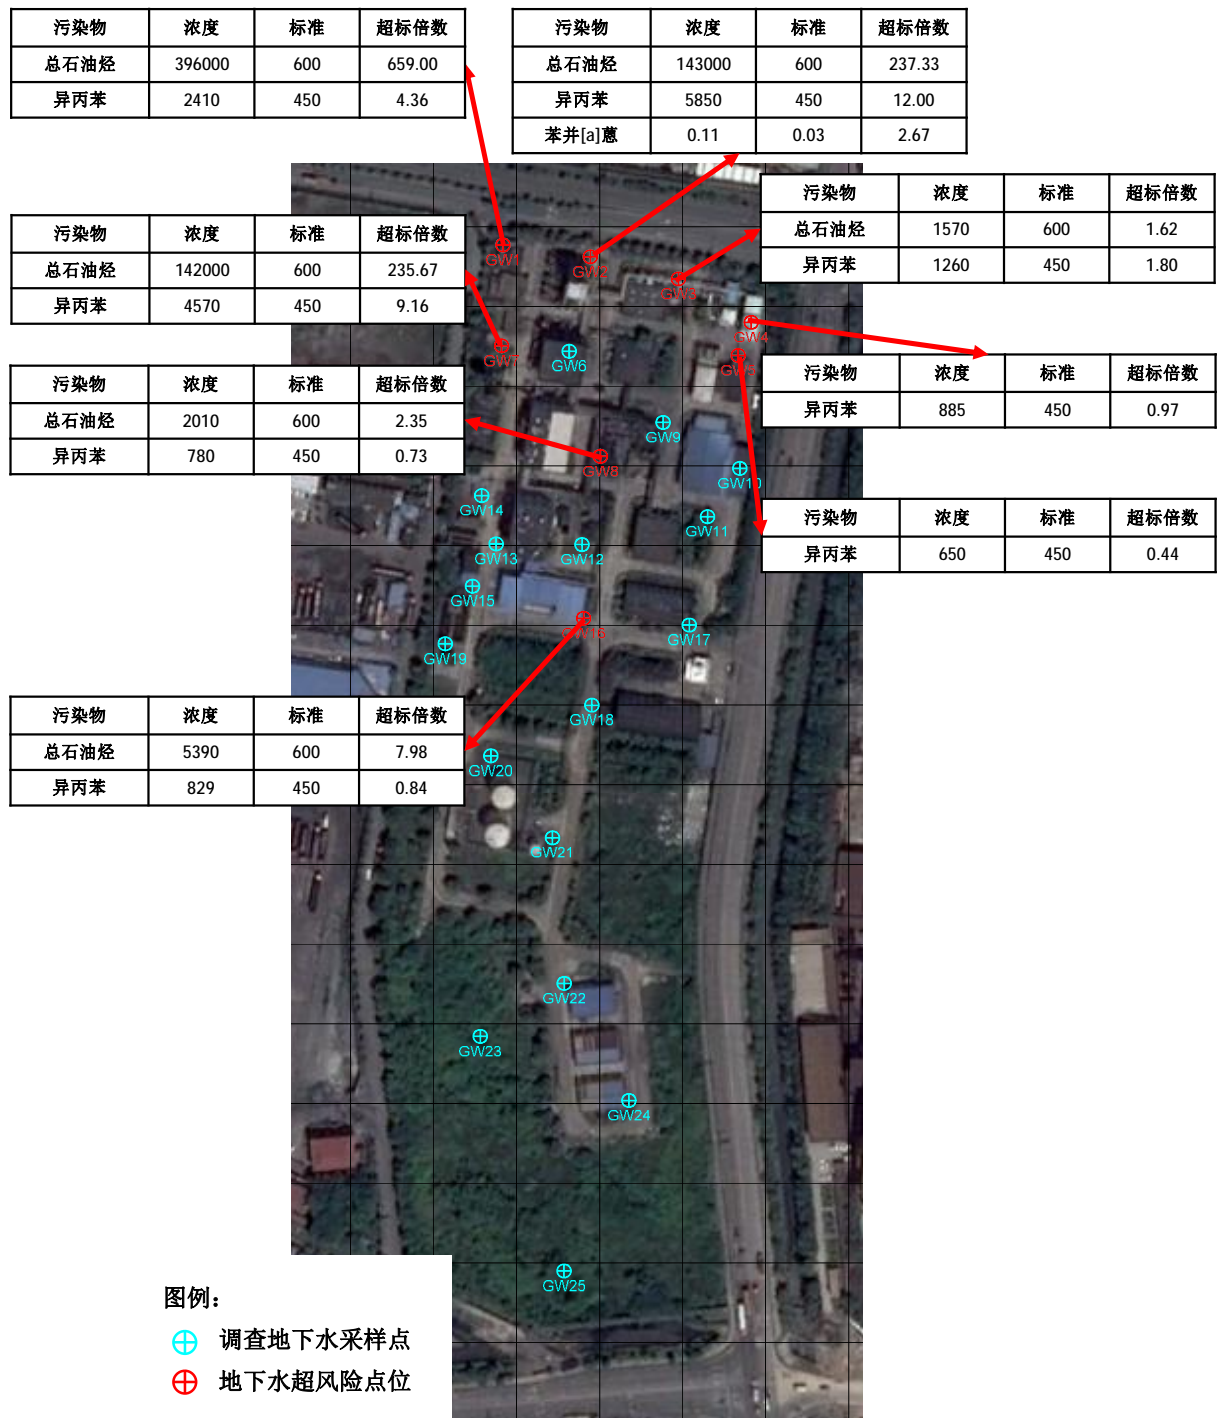 污染物 浓度 标准 超标倍数
总石油烃 396000 600 659.00
异丙苯 2410 450 4.36
污染物 浓度 标准 超标倍数
总石油烃 143000 600 237.33
异丙苯 5850 450 12.00
苯并[a]蒽 0.11 0.03 2.67
污染物 浓度 标准 超标倍数
总石油烃 1570 600 1.62
异丙苯 1260 450 1.80
污染物 浓度 标准 超标倍数
总石油烃 142000 600 235.67
异丙苯 4570 450 9.16
GW1
GW2
GW3
GW4
GW7
GW6
GW5
污染物 浓度 标准 超标倍数
异丙苯 885 450 0.97
污染物 浓度 标准 超标倍数
总石油烃 2010 600 2.35
异丙苯 780 450 0.73
GW9
GW8
GW10
GW14
GW11
污染物 浓度 标准 超标倍数
异丙苯 650 450 0.44
GW13
GW12
GW15
GW16
GW17
GW19
GW18
污染物 浓度 标准 超标倍数
总石油烃 5390 600 7.98
异丙苯 829 450 0.84
GW20
GW21
GW22
GW23
GW24
GW25
图例：
调查地下水采样点
地下水超风险点位